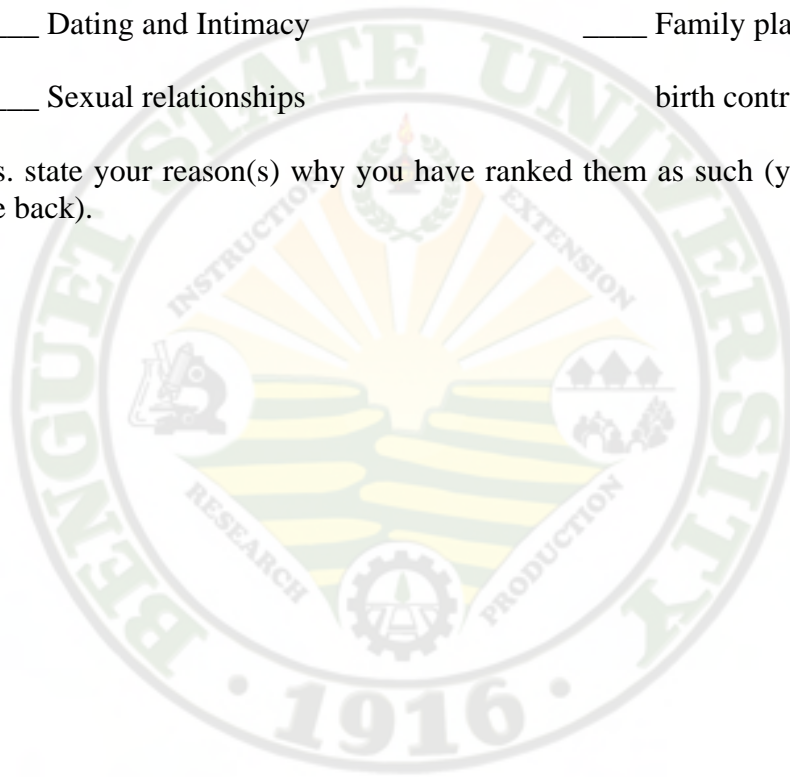 ___ Dating and Intimacy ____ Family pla
___ Sexual relationships birth contr
s. state your reason(s) why you have ranked them as such (y
e back).
BENGUET STATE UNIVERSITY
INSTRUCTION
EXTENSION
RESEARCH
PRODUCTION
1916